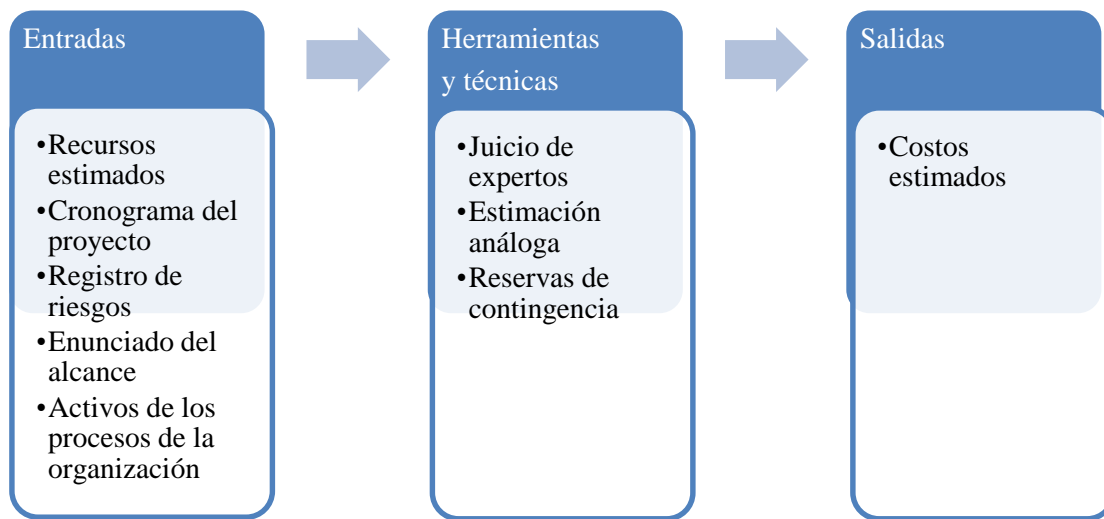 Entradas
•Recursos
estimados
•Cronograma del
proyecto
•Registro de
riesgos
•Enunciado del
alcance
•Activos de los
procesos de la
organización
Herramientas
y técnicas
•Juicio de
expertos
•Estimación
análoga
•Reservas de
contingencia
Salidas
•Costos
estimados